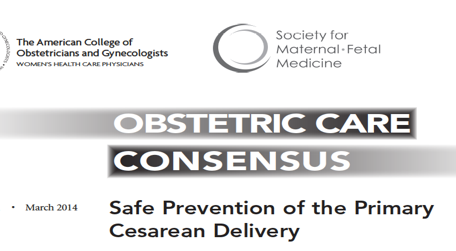 The American College of
Obstetricians and Gynecologists
WOMEN'S HEALTH CARE PHYSICIANS
Society for
Maternal•Fetal
Medicine
OBSTETRIC CARE
CONSENSUS
• March 2014
Safe Prevention of the Primary
Cesarean Delivery